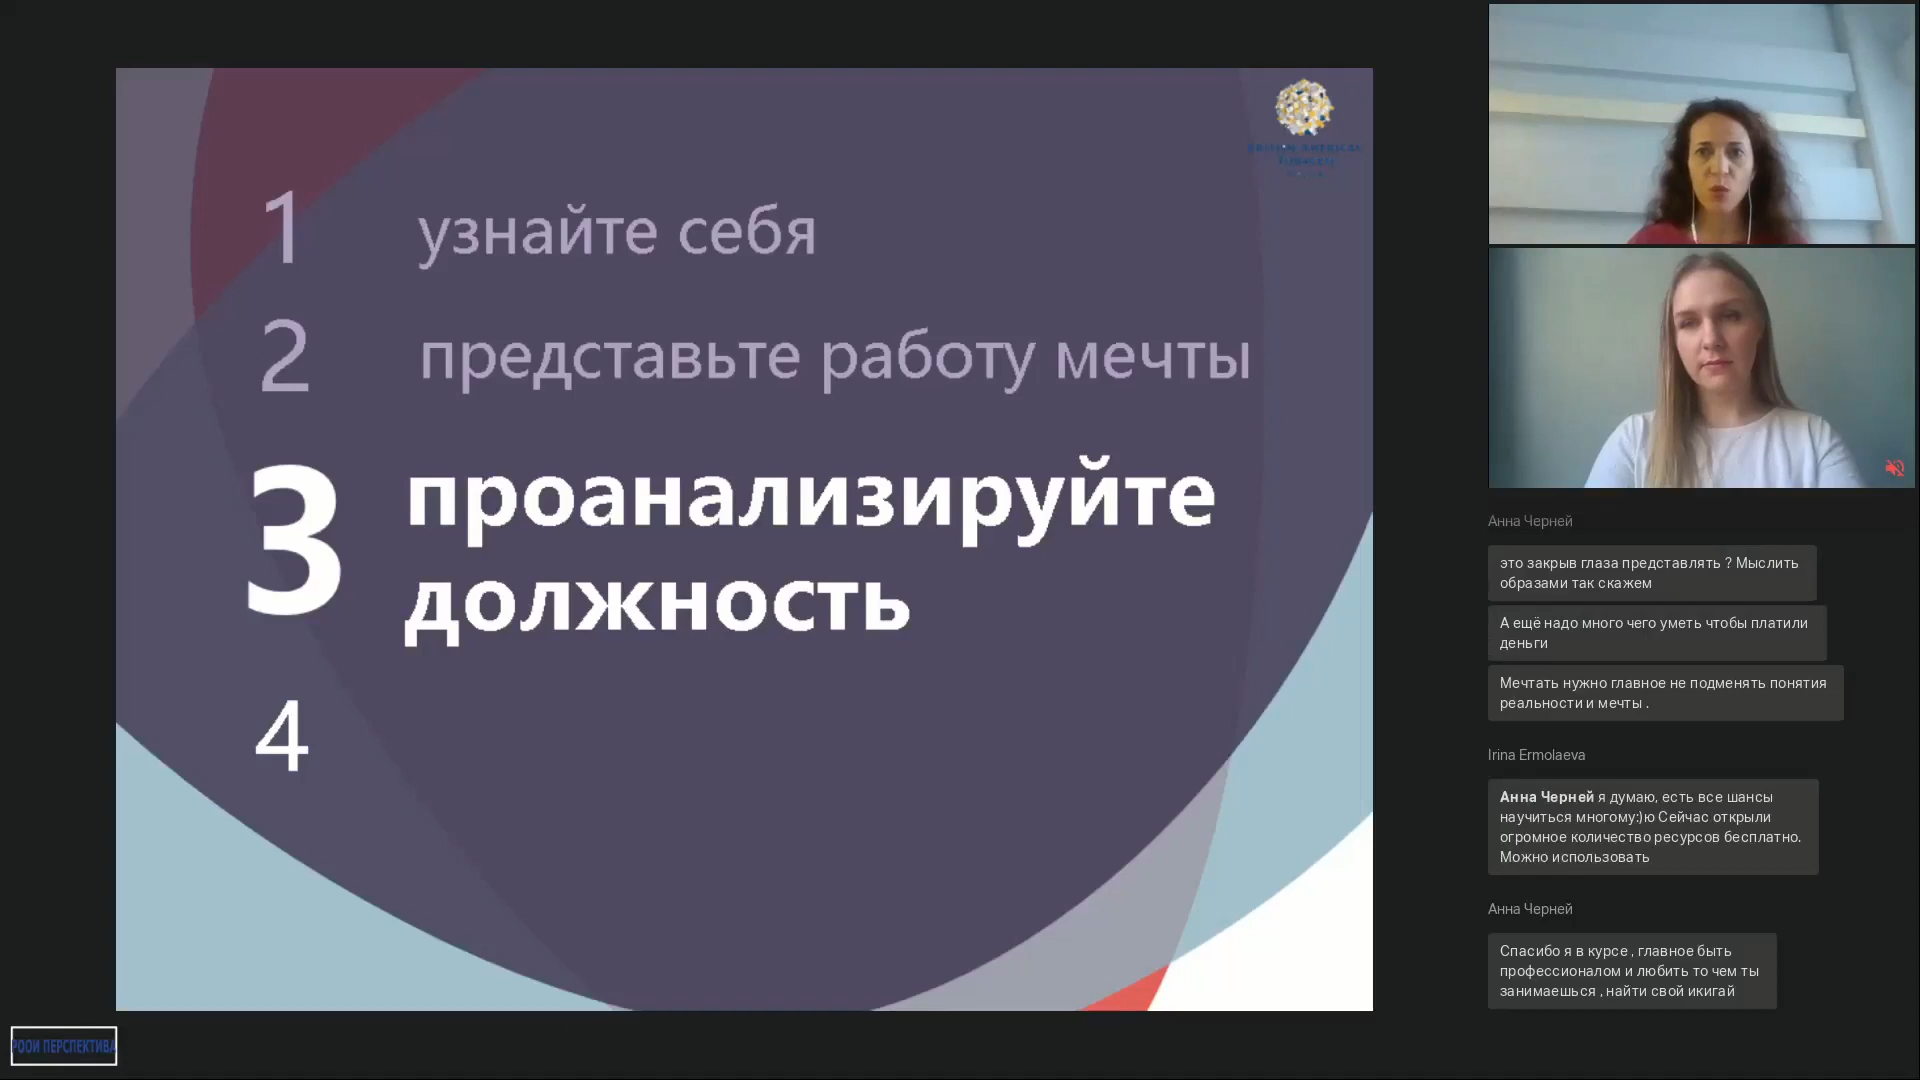 1 узнайте себя
2 представьте работу мечты
3 проанализируйте
должность
4
BRITISH AMERICAN
TOBACCO
Анна Черней
это закрыв глаза представлять ? Мыслить
образами так скажем
А ещё надо много чего уметь чтобы платили
деньги
Мечтать нужно главное не подменять понятия
реальности и мечты .
Irina Ermolaeva
Анна Черней я думаю, есть все шансы
научиться многому:)ю Сейчас открыли
огромное количество ресурсов бесплатно.
Можно использовать
Анна Черней
Спасибо я в курсе , главное быть
профессионалом и любить то чем ты
занимаешься , найти свой икигай
РООИ ПЕРСПЕКТИВА